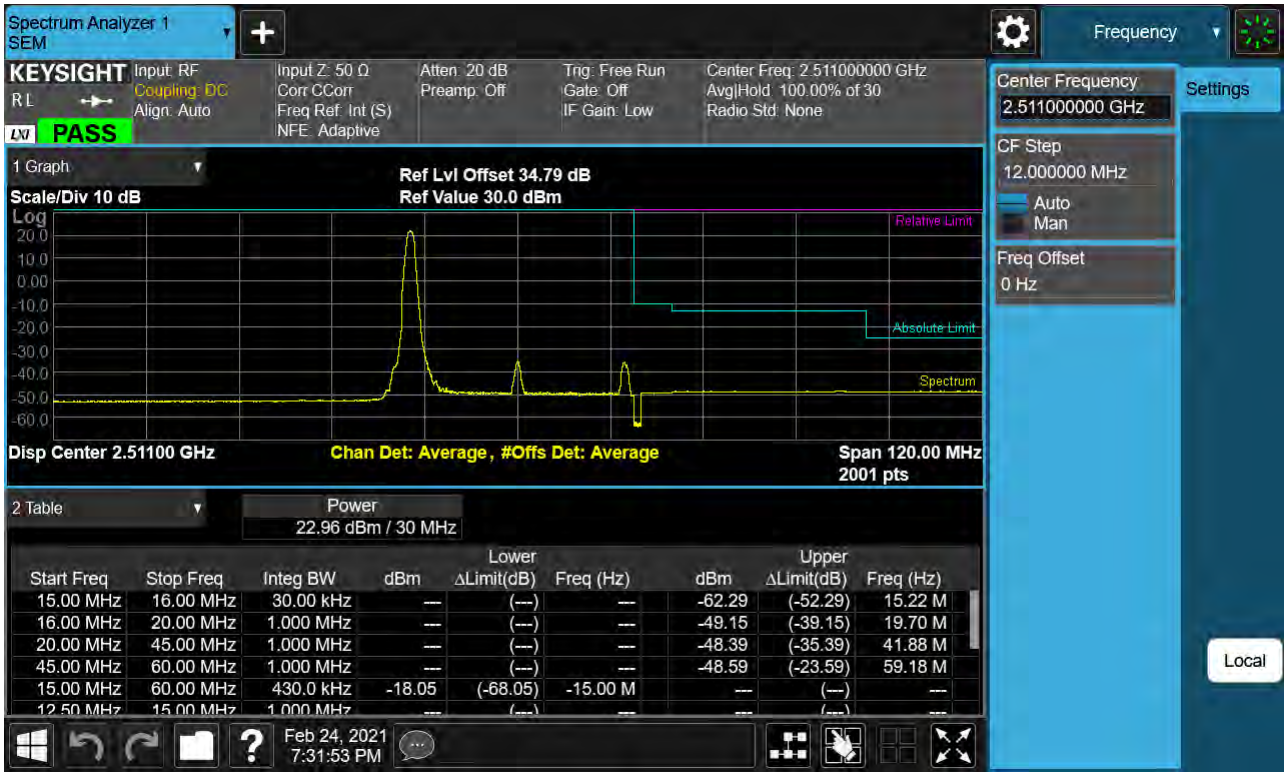 Spectrum Analyzer 1
SEM
Frequency
KEYSIGHT
RL
LXI PASS
Input: RF
Coupling: DC
Align: Auto
Input Z: 50 Ω
Corr CCorr
Freq Ref: Int (S)
NFE: Adaptive
Atten: 20 dB
Preamp: Off
Trig: Free Run
Gate: Off
IF Gain: Low
Center Freq: 2.511000000 GHz
Avg|Hold: 100.00% of 30
Radio Std: None
Center Frequency
2.511000000 GHz
Settings
CF Step
12.000000 MHz
Auto
Man
Freq Offset
0 Hz
Local
1 Graph
Scale/Div 10 dB
Ref Lvl Offset 34.79 dB
Ref Value 30.0 dBm
Log
20.0
10.0
0.00
-10.0
-20.0
-30.0
-40.0
-50.0
-60.0
Relative Limit
Absolute Limit
Spectrum
Disp Center 2.51100 GHz
Chan Det: Average, #Offs Det: Average
Span 120.00 MHz
2001 pts
2 Table
Power
22.96 dBm / 30 MHz
Lower Upper
Start Freq Stop Freq Integ BW dBm ΔLimit(dB) Freq (Hz) dBm ΔLimit(dB) Freq (Hz)
15.00 MHz 16.00 MHz 30.00 kHz --- (---) --- -62.29 (-52.29) 15.22 M
16.00 MHz 20.00 MHz 1.000 MHz --- (---) --- -49.15 (-39.15) 19.70 M
20.00 MHz 45.00 MHz 1.000 MHz --- (---) --- -48.39 (-35.39) 41.88 M
45.00 MHz 60.00 MHz 1.000 MHz --- (---) --- -48.59 (-23.59) 59.18 M
15.00 MHz 60.00 MHz 430.0 kHz -18.05 (-68.05) -15.00 M --- (---) ---
12.50 MHz 15.00 MHz 1.000 MHz --- (---) --- --- (---) ---
Feb 24, 2021
7:31:53 PM